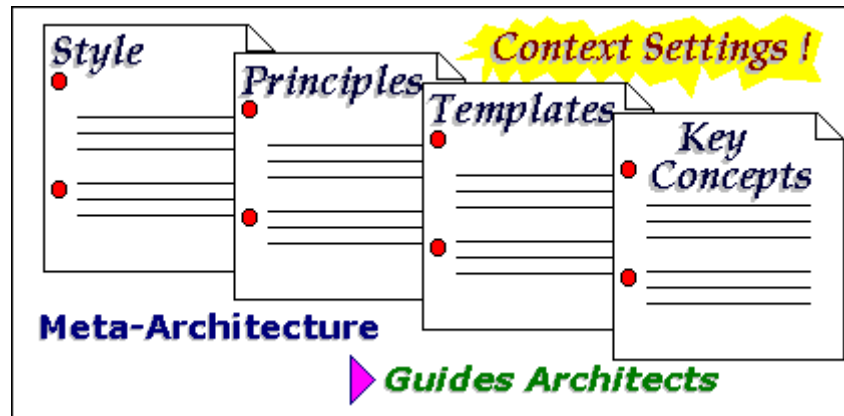 Style
Principles
Context Settings !
Templates
Key
Concepts
Meta-Architecture
Guides Architects